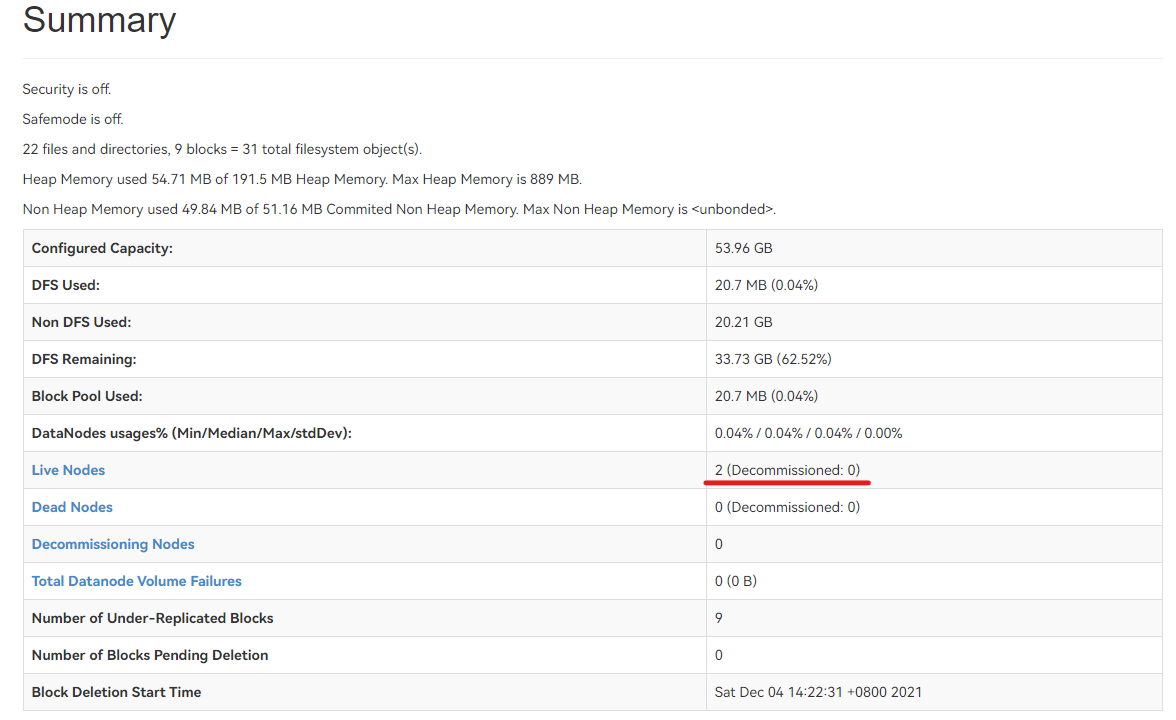 Summary
Security is off.
Safemode is off.
22 files and directories, 9 blocks = 31 total filesystem object(s).
Heap Memory used 54.71 MB of 191.5 MB Heap Memory. Max Heap Memory is 889 MB.
Non Heap Memory used 49.84 MB of 51.16 MB Commited Non Heap Memory. Max Non Heap Memory is <unbonded>.
Configured Capacity: 53.96 GB
DFS Used: 20.7 MB (0.04%)
Non DFS Used: 20.21 GB
DFS Remaining: 33.73 GB (62.52%)
Block Pool Used: 20.7 MB (0.04%)
DataNodes usages% (Min/Median/Max/stdDev): 0.04% / 0.04% / 0.04% / 0.00%
Live Nodes 2 (Decommissioned: 0)
Dead Nodes 0 (Decommissioned: 0)
Decommissioning Nodes 0
Total Datanode Volume Failures 0 (0 B)
Number of Under-Replicated Blocks 9
Number of Blocks Pending Deletion 0
Block Deletion Start Time Sat Dec 04 14:22:31 +0800 2021